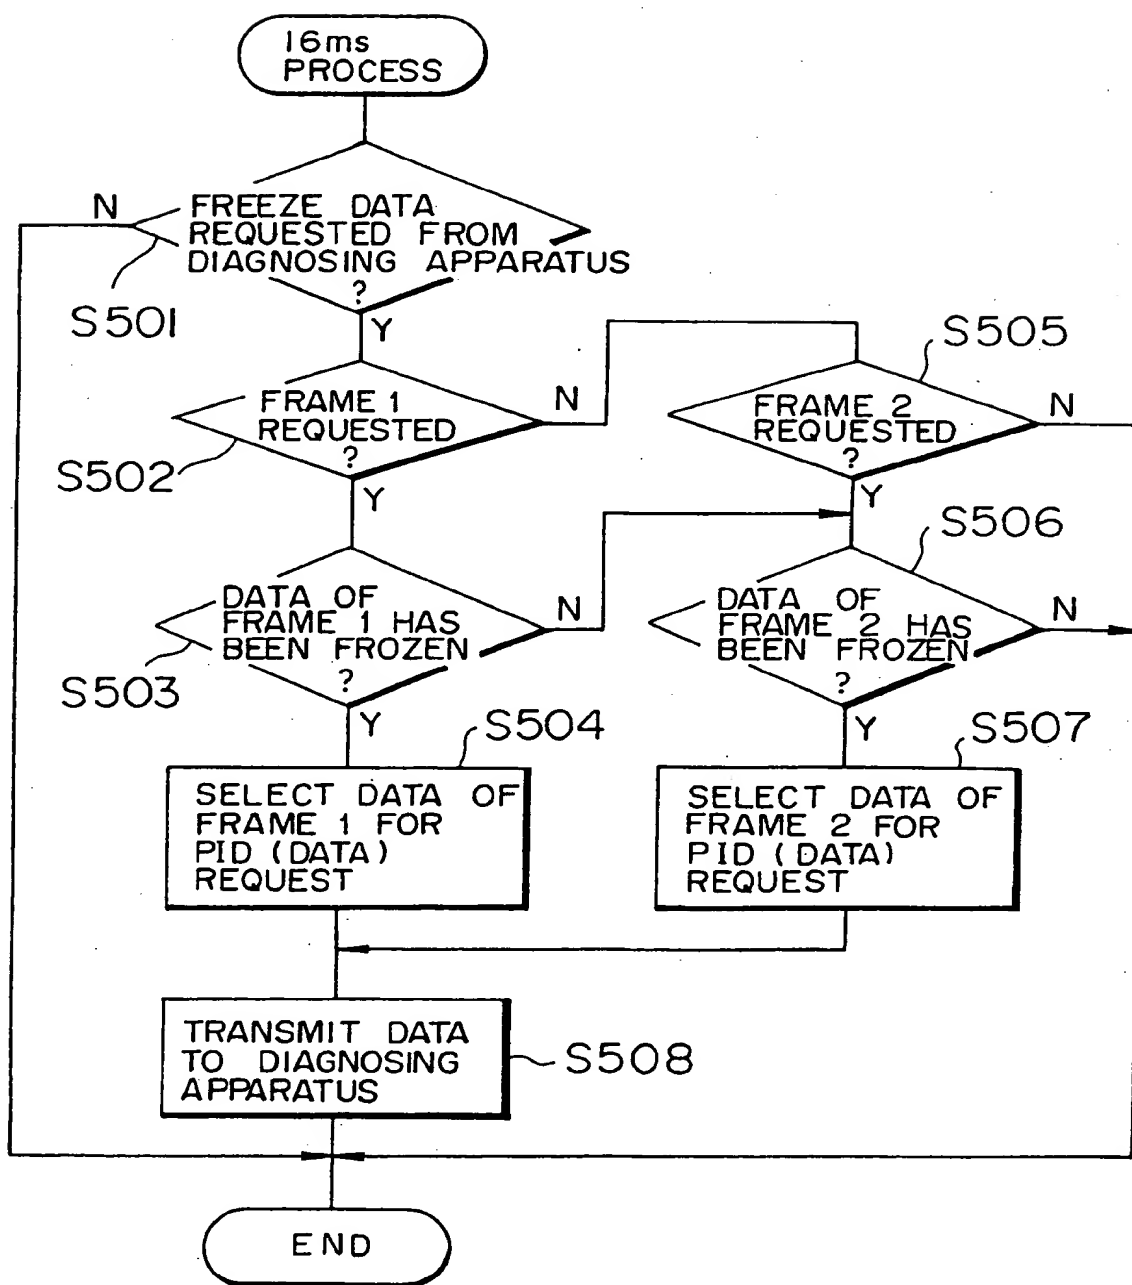 16ms
PROCESS
N
FREEZE DATA
REQUESTED FROM
DIAGNOSING APPARATUS
?
S501
Y
FRAME 1
REQUESTED
?
N
S502
Y
S505
FRAME 2
REQUESTED
?
N
Y
S506
DATA OF
FRAME 1 HAS
BEEN FROZEN
?
N
S503
Y
DATA OF
FRAME 2 HAS
BEEN FROZEN
?
N
Y
S504
SELECT DATA OF
FRAME 1 FOR
PID (DATA)
REQUEST
S507
SELECT DATA OF
FRAME 2 FOR
PID (DATA)
REQUEST
TRANSMIT DATA
TO DIAGNOSING
APPARATUS
S508
END